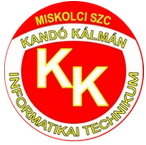 MISKOLCI SZC
KANDÓ KÁLMÁN
KK
INFORMATIKAI TECHNIKUM